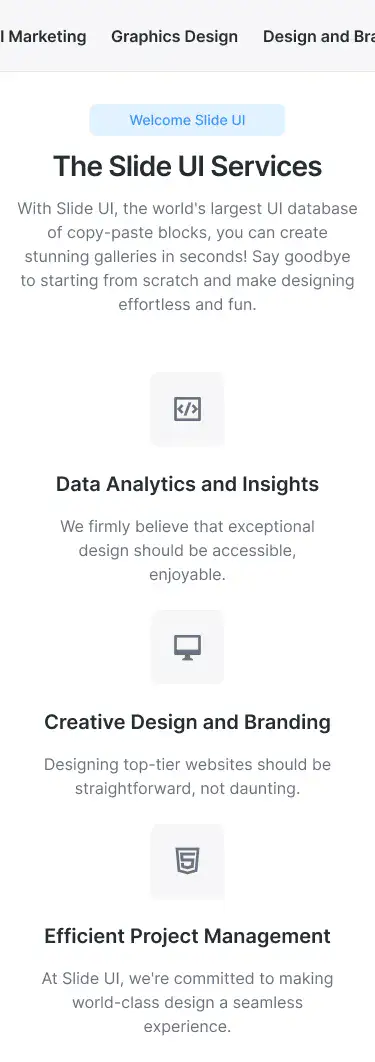 l Marketing Graphics Design Design and Bra
Welcome Slide UI
The Slide UI Services
With Slide UI, the world's largest UI database
of copy-paste blocks, you can create
stunning galleries in seconds! Say goodbye
to starting from scratch and make designing
effortless and fun.
Data Analytics and Insights
We firmly believe that exceptional
design should be accessible,
enjoyable.
Creative Design and Branding
Designing top-tier websites should be
straightforward, not daunting.
Efficient Project Management
At Slide UI, we're committed to making
world-class design a seamless
experience.